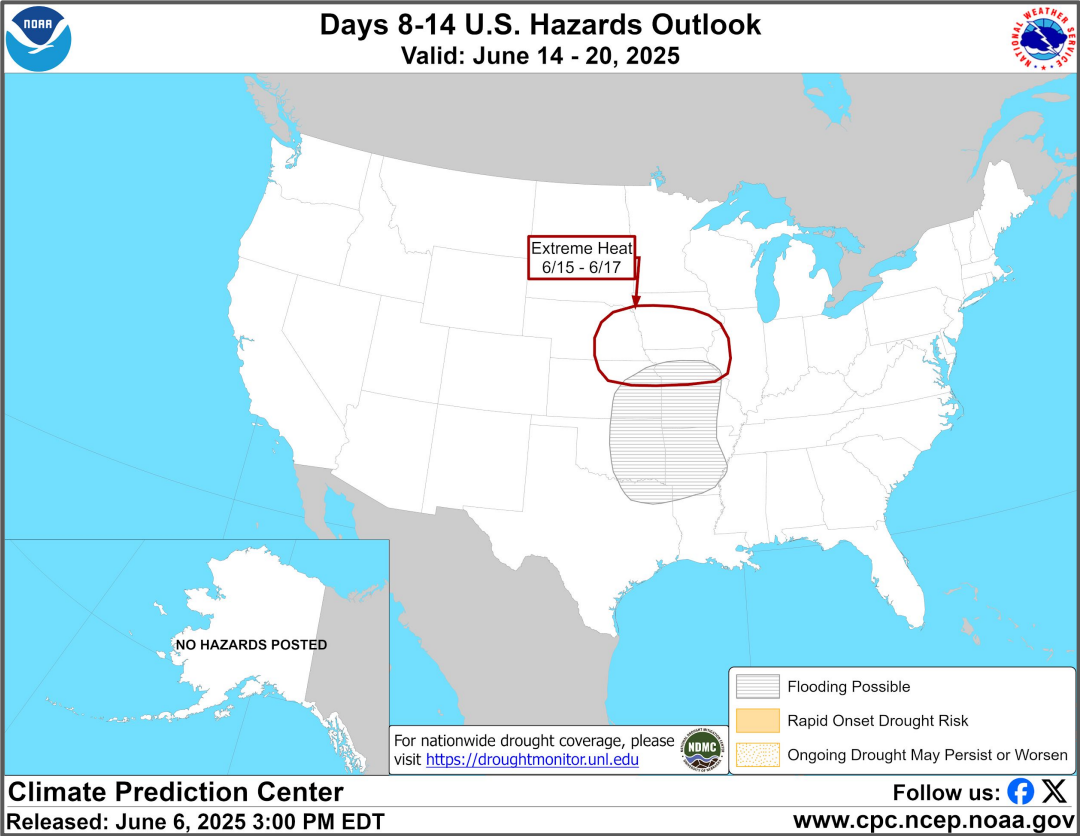 NOAA
Days 8-14 U.S. Hazards Outlook
Valid: June 14 - 20, 2025
NATIONAL WEATHER SERVICE
Extreme Heat
6/15 - 6/17
NO HAZARDS POSTED
For nationwide drought coverage, please
visit https://droughtmonitor.unl.edu
NDMC
Flooding Possible
Rapid Onset Drought Risk
Ongoing Drought May Persist or Worsen
Climate Prediction Center
Follow us:
Released: June 6, 2025 3:00 PM EDT
www.cpc.ncep.noaa.gov